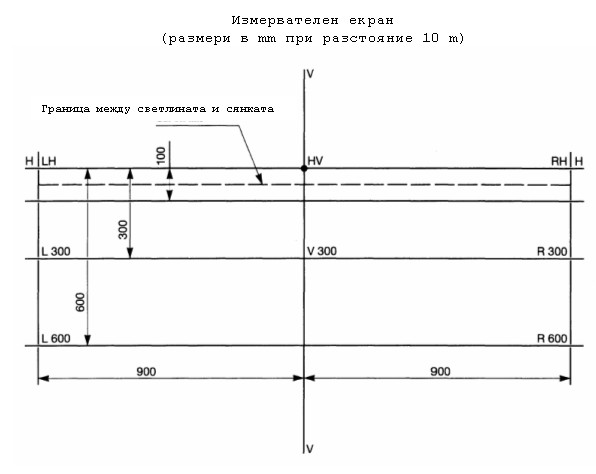 Измервателен екран
(размери в mm при разстояние 10 m)
V
Граница между светлината и сянката
H LH 100 HV RH H
300
L 300 V 300 R 300
600
L 600 R 600
900 900
V